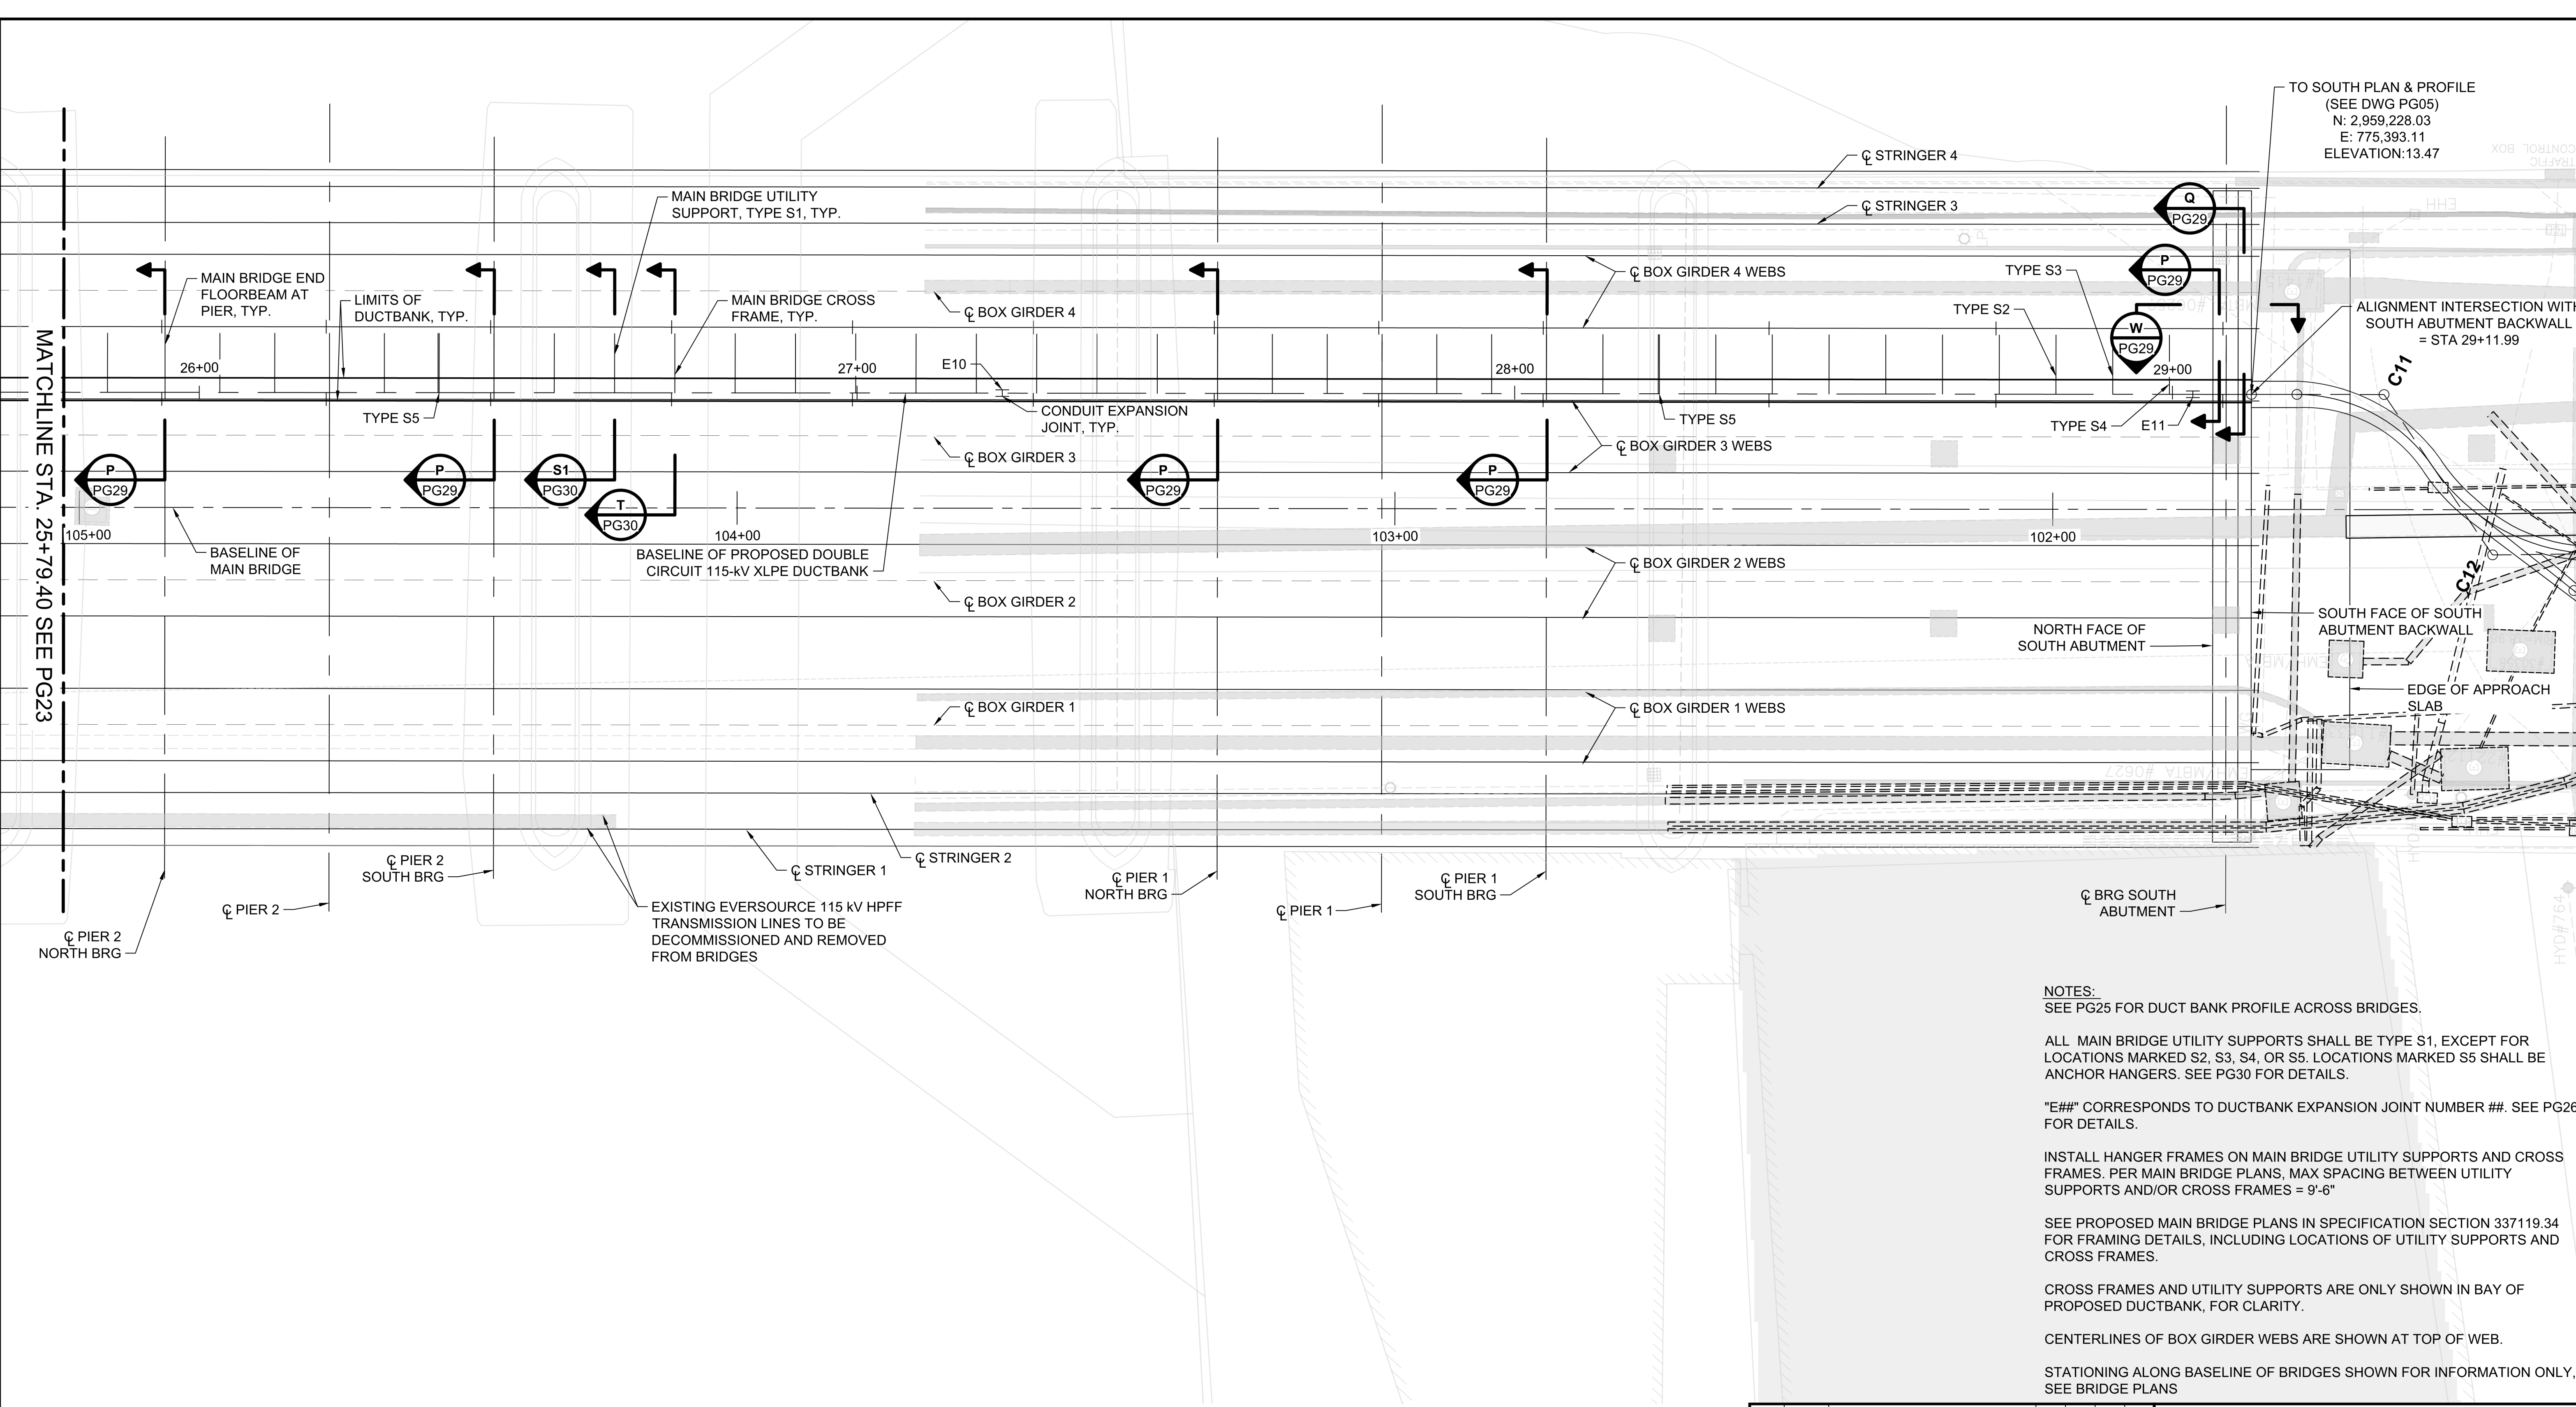 TO SOUTH PLAN & PROFILE
(SEE DWG PG05)
N: 2,959,228.03
E: 775,393.11
ELEVATION:13.47
TRAFFIC
CONTROL BOX
℄ STRINGER 4
MAIN BRIDGE UTILITY
SUPPORT, TYPE S1, TYP.
℄ STRINGER 3
Q
PG29
EHH
MAIN BRIDGE END
FLOORBEAM AT
PIER, TYP.
LIMITS OF
DUCTBANK, TYP.
MAIN BRIDGE CROSS
FRAME, TYP.
℄ BOX GIRDER 4
℄ BOX GIRDER 4 WEBS
TYPE S3
P
PG29
TYPE S2
ALIGNMENT INTERSECTION WITH
SOUTH ABUTMENT BACKWALL
= STA 29+11.99
W
PG29
MATCHLINE STA. 25+79.40 SEE PG23
26+00
27+00
E10
28+00
29+00
C11
TYPE S5
CONDUIT EXPANSION
JOINT, TYP.
TYPE S5
TYPE S4
E11
℄ BOX GIRDER 3
℄ BOX GIRDER 3 WEBS
P
PG29
P
PG29
S1
PG30
T
PG30
P
PG29
P
PG29
105+00
104+00
103+00
102+00
BASELINE OF
MAIN BRIDGE
BASELINE OF PROPOSED DOUBLE
CIRCUIT 115-kV XLPE DUCTBANK
℄ BOX GIRDER 2 WEBS
℄ BOX GIRDER 2
C12
SOUTH FACE OF SOUTH
ABUTMENT BACKWALL
NORTH FACE OF
SOUTH ABUTMENT
EDGE OF APPROACH
SLAB
℄ BOX GIRDER 1
℄ BOX GIRDER 1 WEBS
EMH/MBTA #0627
℄ STRINGER 2
℄ STRINGER 1
℄ PIER 2
SOUTH BRG
℄ PIER 1
NORTH BRG
℄ PIER 1
SOUTH BRG
℄ BRG SOUTH
ABUTMENT
℄ PIER 2
℄ PIER 1
EXISTING EVERSOURCE 115 kV HPFF
TRANSMISSION LINES TO BE
DECOMMISSIONED AND REMOVED
FROM BRIDGES
℄ PIER 2
NORTH BRG
HYD#764
NOTES:
SEE PG25 FOR DUCT BANK PROFILE ACROSS BRIDGES.
ALL MAIN BRIDGE UTILITY SUPPORTS SHALL BE TYPE S1, EXCEPT FOR
LOCATIONS MARKED S2, S3, S4, OR S5. LOCATIONS MARKED S5 SHALL BE
ANCHOR HANGERS. SEE PG30 FOR DETAILS.
"E##" CORRESPONDS TO DUCTBANK EXPANSION JOINT NUMBER ##. SEE PG26
FOR DETAILS.
INSTALL HANGER FRAMES ON MAIN BRIDGE UTILITY SUPPORTS AND CROSS
FRAMES. PER MAIN BRIDGE PLANS, MAX SPACING BETWEEN UTILITY
SUPPORTS AND/OR CROSS FRAMES = 9'-6"
SEE PROPOSED MAIN BRIDGE PLANS IN SPECIFICATION SECTION 337119.34
FOR FRAMING DETAILS, INCLUDING LOCATIONS OF UTILITY SUPPORTS AND
CROSS FRAMES.
CROSS FRAMES AND UTILITY SUPPORTS ARE ONLY SHOWN IN BAY OF
PROPOSED DUCTBANK, FOR CLARITY.
CENTERLINES OF BOX GIRDER WEBS ARE SHOWN AT TOP OF WEB.
STATIONING ALONG BASELINE OF BRIDGES SHOWN FOR INFORMATION ONLY,
SEE BRIDGE PLANS